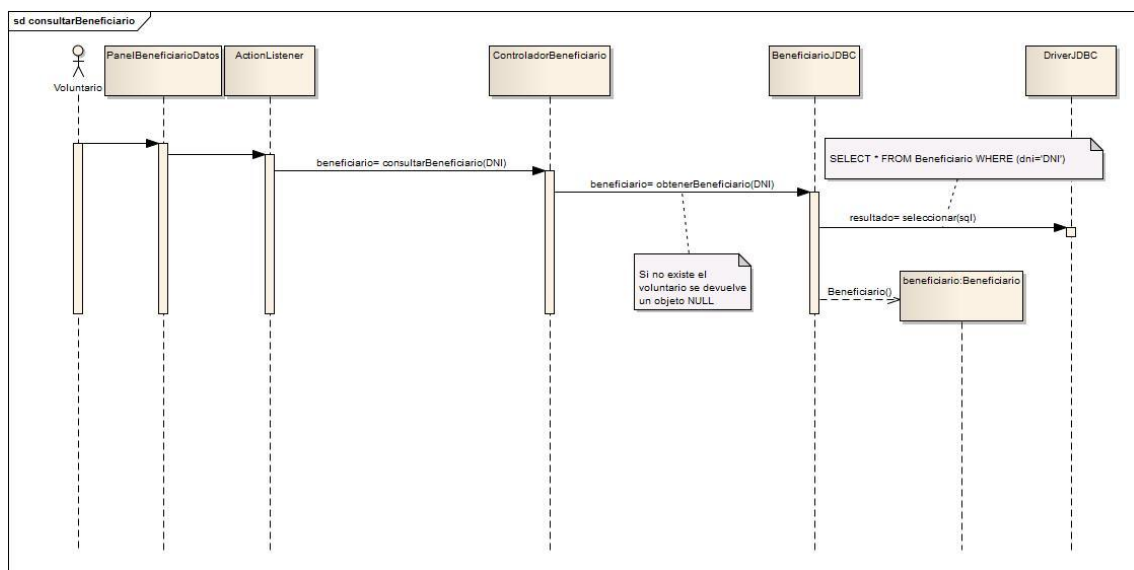 sd consultarBeneficiario
Voluntario
PanelBeneficiarioDatos
ActionListener
ControladorBeneficiario
BeneficiarioJDBC
DriverJDBC
SELECT * FROM Beneficiario WHERE (dni='DNI')
beneficiario= consultarBeneficiario(DNI)
beneficiario= obtenerBeneficiario(DNI)
resultado= seleccionar(sql)
Si no existe el
voluntario se devuelve
un objeto NULL
Beneficiario()
beneficiario:Beneficiario